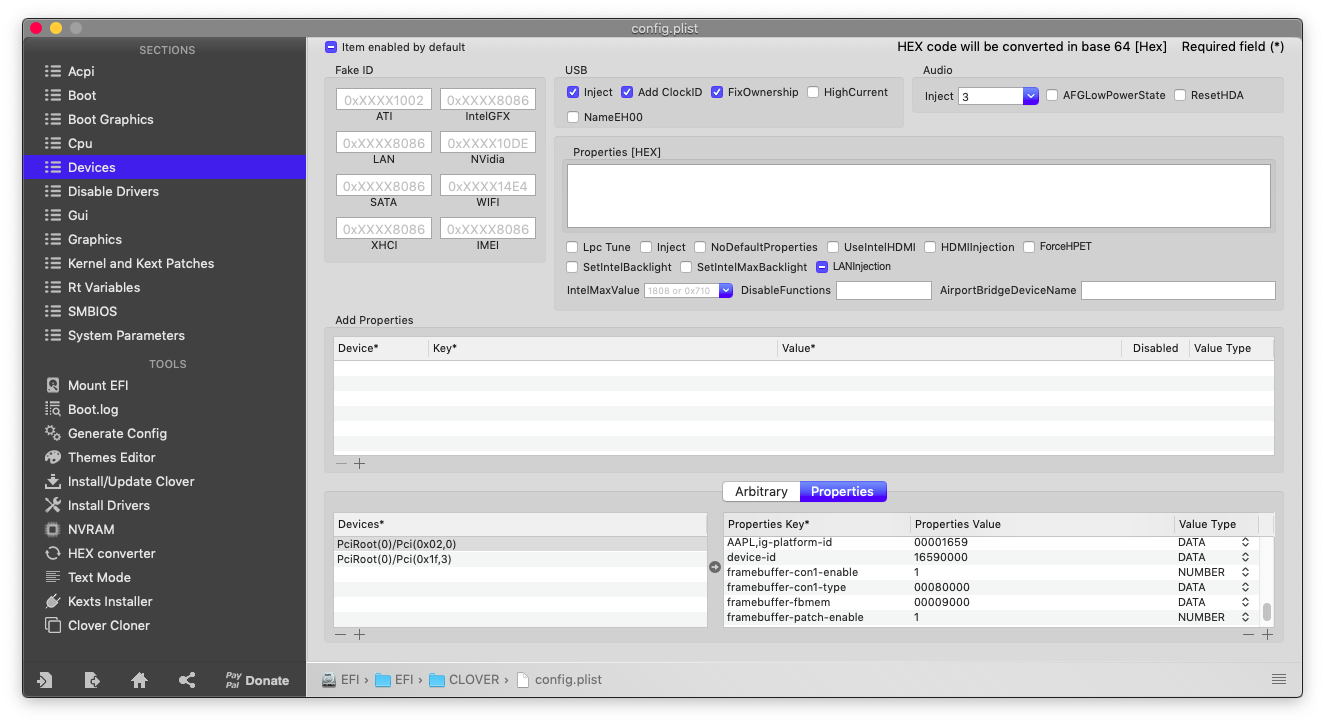 config.plist
SECTIONS
Acpi
Boot
Boot Graphics
Cpu
Devices
Disable Drivers
Gui
Graphics
Kernel and Kext Patches
Rt Variables
SMBIOS
System Parameters
TOOLS
Mount EFI
Boot.log
Generate Config
Themes Editor
Install/Update Clover
Install Drivers
NVRAM
HEX converter
Text Mode
Kexts Installer
Clover Cloner
Pay Pal Donate
Item enabled by default
HEX code will be converted in base 64 [Hex] Required field (*)
Fake ID
0xXXXX1002 0xXXXX8086
ATI IntelGFX
0xXXXX8086 0xXXXX10DE
LAN NVidia
0xXXXX8086 0xXXXX14E4
SATA WIFI
0xXXXX8086 0xXXXX8086
XHCI IMEI
USB
Inject Add ClockID FixOwnership HighCurrent
NameEH00
Audio
Inject 3 AFGLowPowerState ResetHDA
Properties [HEX]
Lpc Tune Inject NoDefaultProperties UseIntelHDMI HDMIInjection ForceHPET
SetIntelBacklight SetIntelMaxBacklight LANInjection
IntelMaxValue 1808 or 0x710 DisableFunctions AirportBridgeDeviceName
Add Properties
Device* Key* Value* Disabled Value Type
Arbitrary Properties
Devices*
PciRoot(0)/Pci(0x02,0)
PciRoot(0)/Pci(0x1f,3)
Properties Key* Properties Value Value Type
AAPL,ig-platform-id 00001659 DATA
device-id 16590000 DATA
framebuffer-con1-enable 1 NUMBER
framebuffer-con1-type 00080000 DATA
framebuffer-fbmem 00009000 DATA
framebuffer-patch-enable 1 NUMBER
EFI › EFI › CLOVER › config.plist